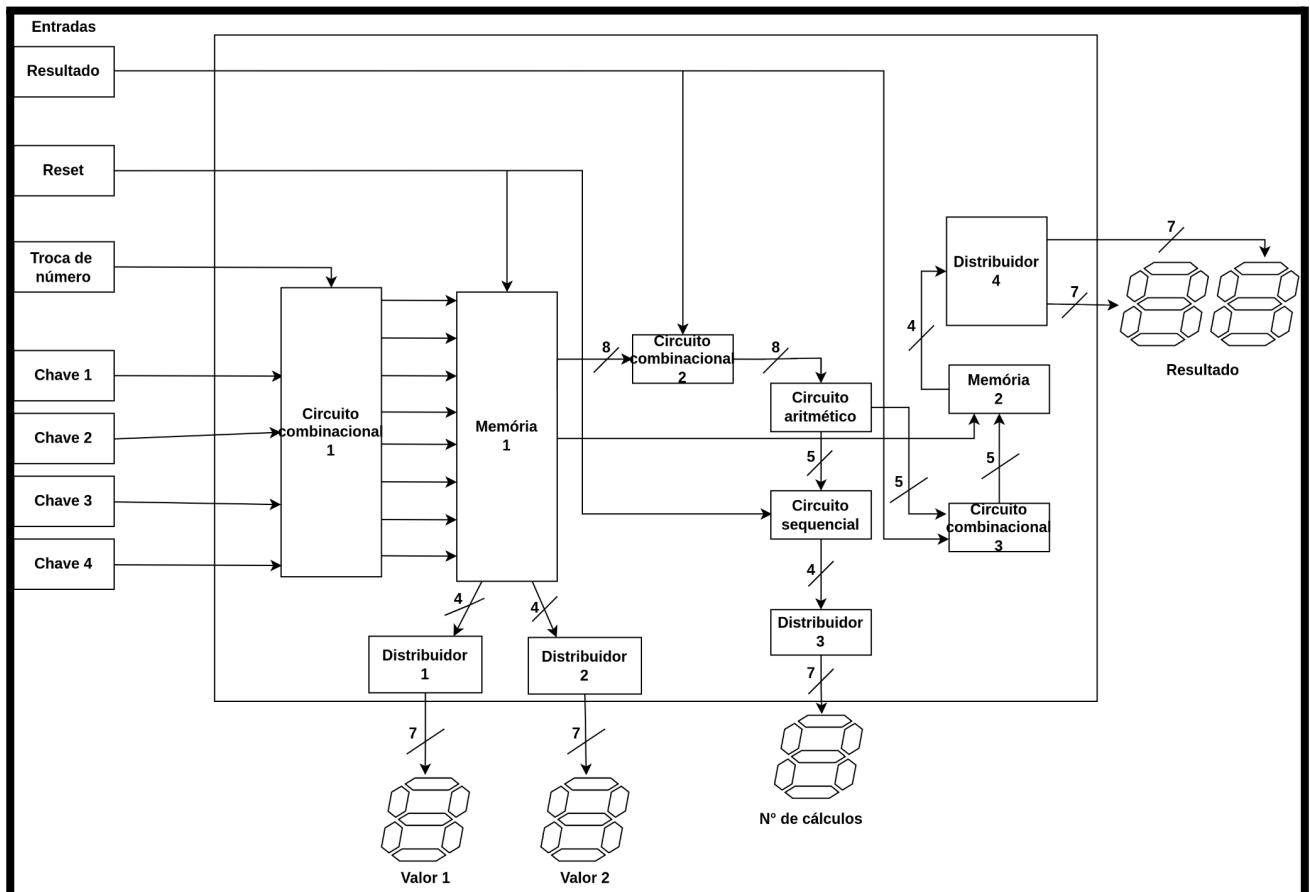 Entradas
Resultado
Reset
Troca de
número
Chave 1
Chave 2
Chave 3
Chave 4
Circuito
combinacional
1
Memória
1
8
Circuito
combinacional
2
8
Circuito
aritmético
5
Circuito
sequencial
4
Distribuidor
3
7
Nº de cálculos
5
Circuito
combinacional
3
5
Memória
2
4
Distribuidor
4
7
7
Resultado
4
Distribuidor
1
7
Valor 1
4
Distribuidor
2
7
Valor 2